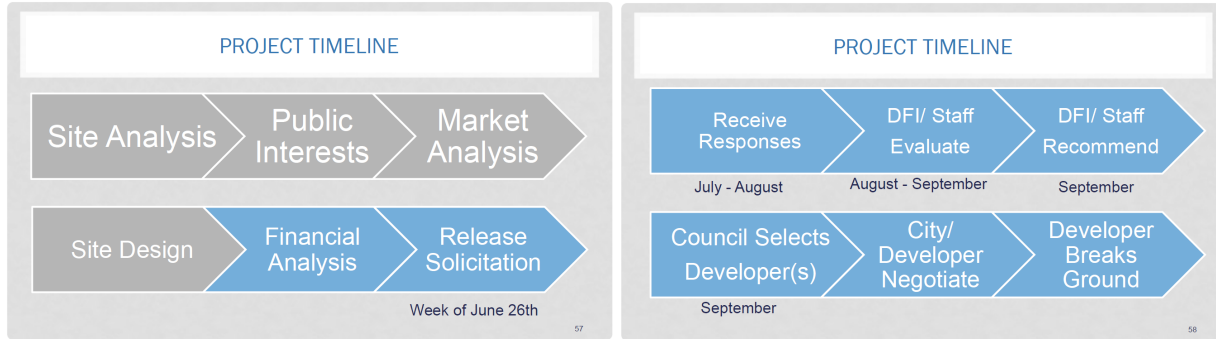 PROJECT TIMELINE
Site Analysis
Public
Interests
Market
Analysis
Site Design
Financial
Analysis
Release
Solicitation
Week of June 26th
57
PROJECT TIMELINE
Receive
Responses
DFI/ Staff
Evaluate
DFI/ Staff
Recommend
July - August
August - September
September
Council Selects
Developer(s)
City/
Developer
Negotiate
Developer
Breaks
Ground
September
58